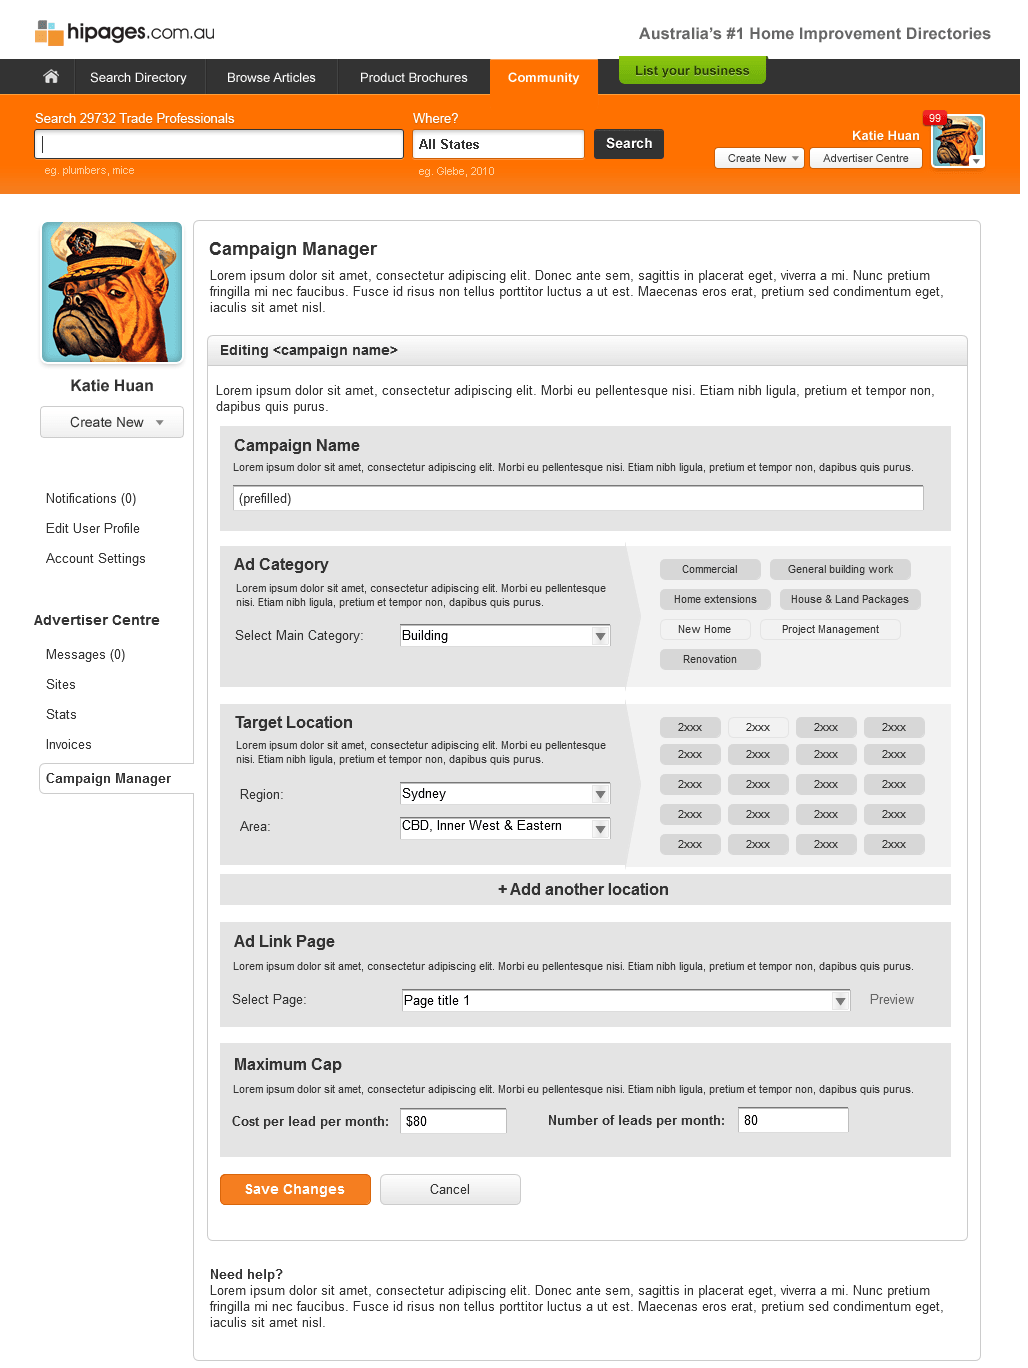 hipages.com.au
Australia's #1 Home Improvement Directories
Search Directory
Browse Articles
Product Brochures
Community
List your business
Search 29732 Trade Professionals
Where?
All States
Search
eg. plumbers, mice
eg. Glebe, 2010
99
Katie Huan
Create New
Advertiser Centre
Katie Huan
Create New
Notifications (0)
Edit User Profile
Account Settings
Advertiser Centre
Messages (0)
Sites
Stats
Invoices
Campaign Manager
Campaign Manager
Lorem ipsum dolor sit amet, consectetur adipiscing elit. Donec ante sem, sagittis in placerat eget, viverra a mi. Nunc pretium
fringilla mi nec faucibus. Fusce id risus non tellus porttitor luctus a ut est. Maecenas eros erat, pretium sed condimentum eget,
iaculis sit amet nisl.
Editing <campaign name>
Lorem ipsum dolor sit amet, consectetur adipiscing elit. Morbi eu pellentesque nisi. Etiam nibh ligula, pretium et tempor non,
dapibus quis purus.
Campaign Name
Lorem ipsum dolor sit amet, consectetur adipiscing elit. Morbi eu pellentesque nisi. Etiam nibh ligula, pretium et tempor non, dapibus quis purus.
(prefilled)
Ad Category
Lorem ipsum dolor sit amet, consectetur adipiscing elit. Morbi eu pellentesque
nisi. Etiam nibh ligula, pretium et tempor non, dapibus quis purus.
Select Main Category:
Building
Commercial
General building work
Home extensions
House & Land Packages
New Home
Project Management
Renovation
Target Location
Lorem ipsum dolor sit amet, consectetur adipiscing elit. Morbi eu pellentesque
nisi. Etiam nibh ligula, pretium et tempor non, dapibus quis purus.
Region:
Sydney
Area:
CBD, Inner West & Eastern
2xxx 2xxx 2xxx 2xxx
2xxx 2xxx 2xxx 2xxx
2xxx 2xxx 2xxx 2xxx
2xxx 2xxx 2xxx 2xxx
2xxx 2xxx 2xxx 2xxx
+ Add another location
Ad Link Page
Lorem ipsum dolor sit amet, consectetur adipiscing elit. Morbi eu pellentesque nisi. Etiam nibh ligula, pretium et tempor non, dapibus quis purus.
Select Page:
Page title 1
Preview
Maximum Cap
Lorem ipsum dolor sit amet, consectetur adipiscing elit. Morbi eu pellentesque nisi. Etiam nibh ligula, pretium et tempor non, dapibus quis purus.
Cost per lead per month:
$80
Number of leads per month:
80
Save Changes
Cancel
Need help?
Lorem ipsum dolor sit amet, consectetur adipiscing elit. Donec ante sem, sagittis in placerat eget, viverra a mi. Nunc pretium
fringilla mi nec faucibus. Fusce id risus non tellus porttitor luctus a ut est. Maecenas eros erat, pretium sed condimentum eget,
iaculis sit amet nisl.